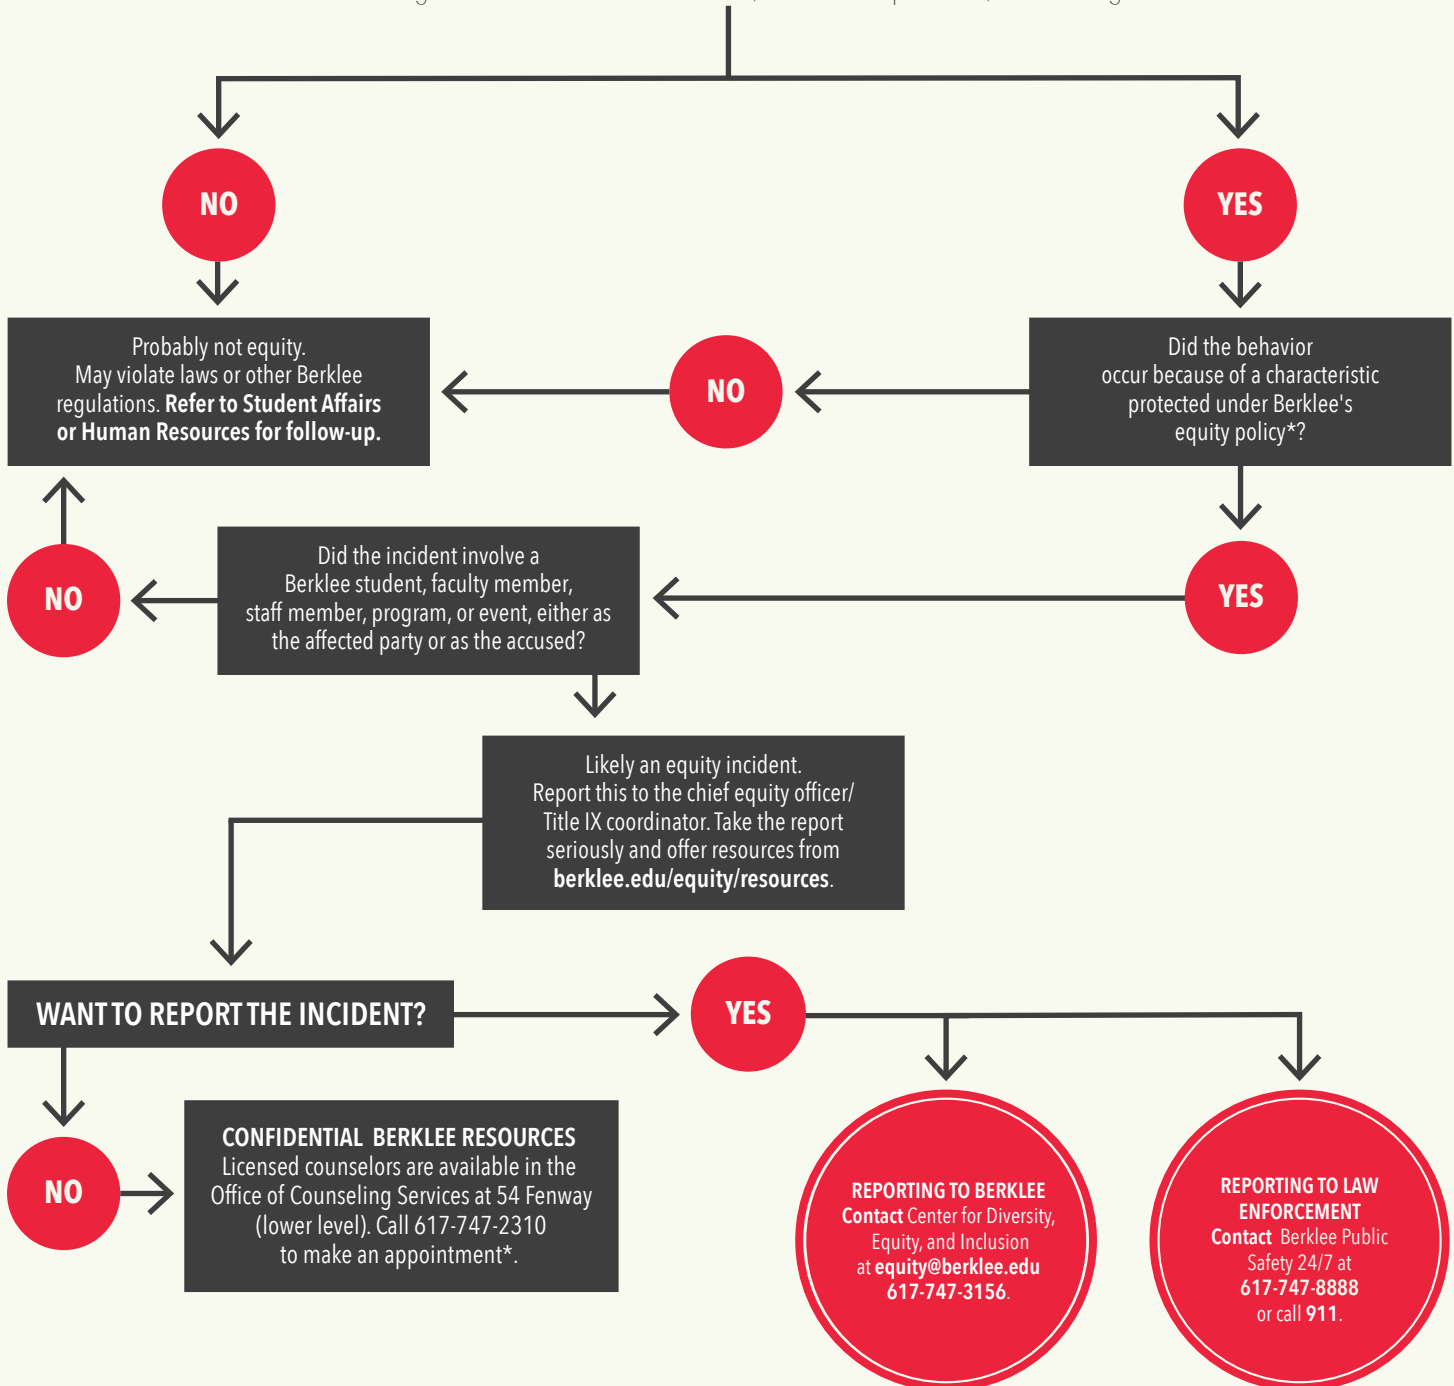 NO
YES
Probably not equity.
May violate laws or other Berklee
regulations. Refer to Student Affairs
or Human Resources for follow-up.
NO
Did the behavior
occur because of a characteristic
protected under Berklee's
equity policy*?
NO
Did the incident involve a
Berklee student, faculty member,
staff member, program, or event, either as
the affected party or as the accused?
YES
Likely an equity incident.
Report this to the chief equity officer/
Title IX coordinator. Take the report
seriously and offer resources from
berklee.edu/equity/resources.
WANT TO REPORT THE INCIDENT?
YES
NO
CONFIDENTIAL BERKLEE RESOURCES
Licensed counselors are available in the
Office of Counseling Services at 54 Fenway
(lower level). Call 617-747-2310
to make an appointment*.
REPORTING TO BERKLEE
Contact Center for Diversity,
Equity, and Inclusion
at equity@berklee.edu
617-747-3156.
REPORTING TO LAW
ENFORCEMENT
Contact Berklee Public
Safety 24/7 at
617-747-8888
or call 911.